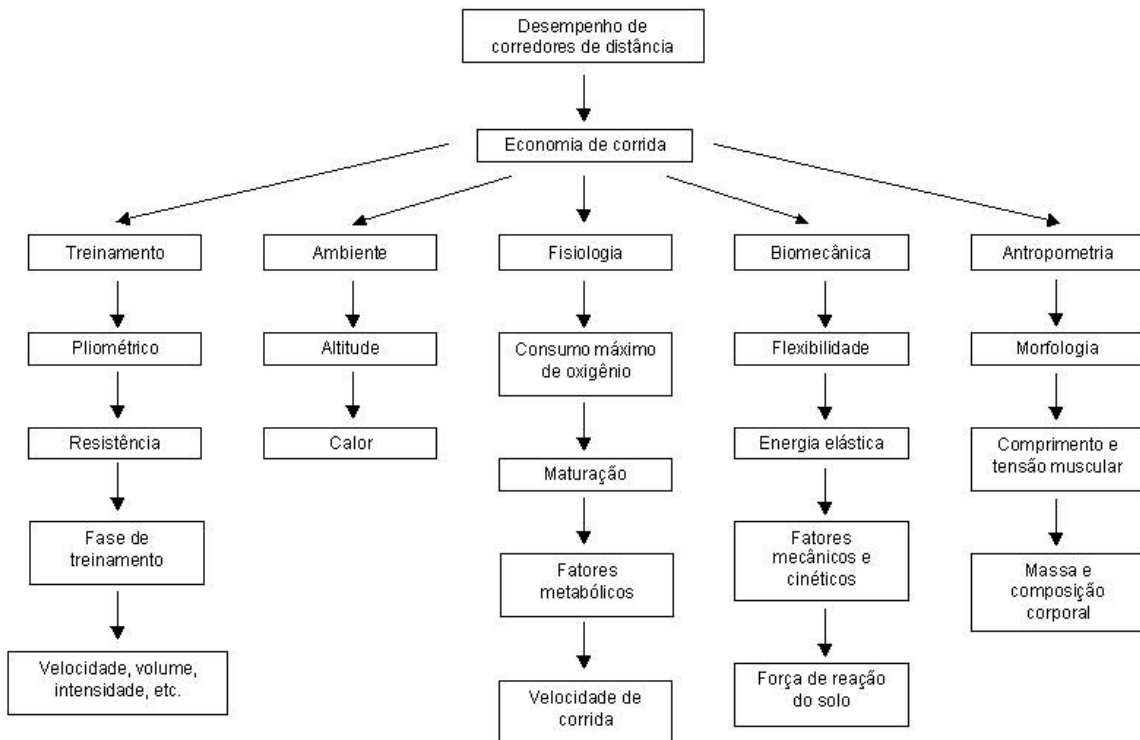 Desempenho de
corredores de distância
Economia de corrida
Treinamento
Ambiente
Fisiologia
Biomecânica
Antropometria
Pliométrico
Altitude
Consumo máximo
de oxigênio
Flexibilidade
Morfologia
Resistência
Calor
Maturação
Energia elástica
Comprimento e
tensão muscular
Fase de
treinamento
Fatores
metabólicos
Fatores
mecânicos e
cinéticos
Massa e
composição
corporal
Velocidade, volume,
intensidade, etc.
Velocidade de
corrida
Força de reação
do solo